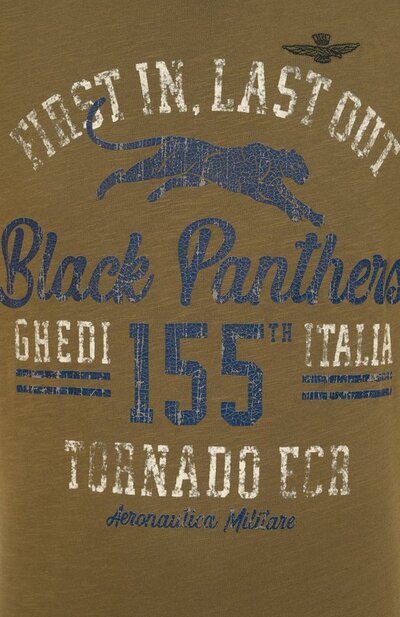 FIRST IN, LAST OUT
Black Panthers
GHEDI 155TH ITALIA
TORNADO ECR
Aeronautica Militare